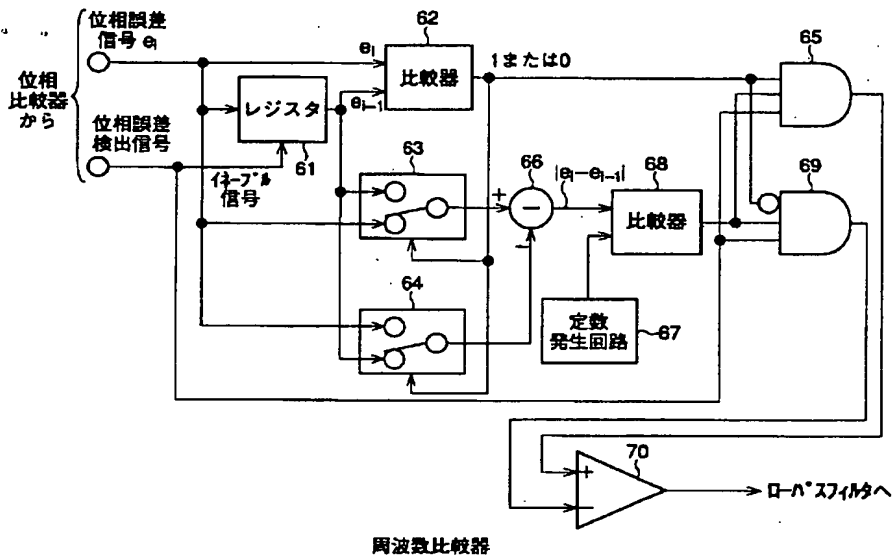 位相誤差
信号 ei
位相
比較器
から
位相誤差
検出信号
レジスタ
61
イネーブル
信号
ei
ei−1
62
比較器
1または0
63
64
+
66
−
−
|ei−ei−1|
68
比較器
定数
発生回路
67
65
69
70
+
−
ローパスフィルタへ
周波数比較器